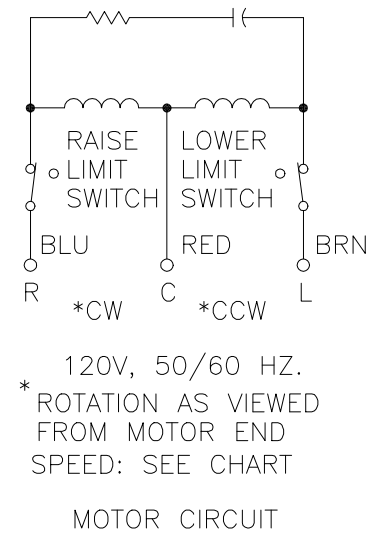 RAISE LOWER
LIMIT LIMIT
SWITCH SWITCH
BLU RED BRN
R C L
*CW *CCW
120V, 50/60 HZ.
* ROTATION AS VIEWED
FROM MOTOR END
SPEED: SEE CHART
MOTOR CIRCUIT